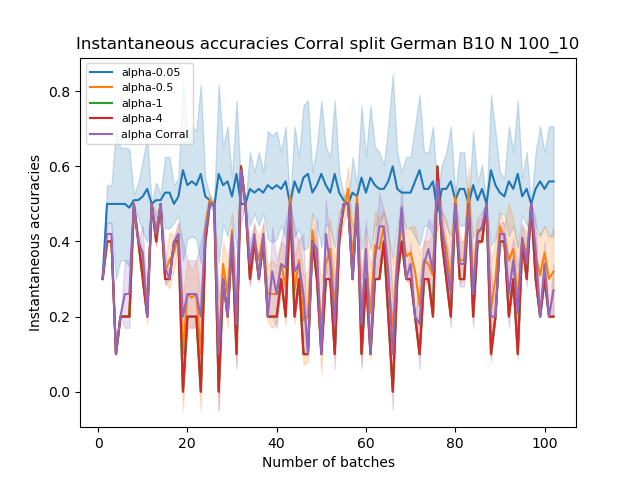 Instantaneous accuracies Corral split German B10 N 100_10
alpha-0.05
alpha-0.5
alpha-1
alpha-4
alpha Corral
Instantaneous accuracies
0.8
0.6
0.4
0.2
0.0
0 20 40 60 80 100
Number of batches